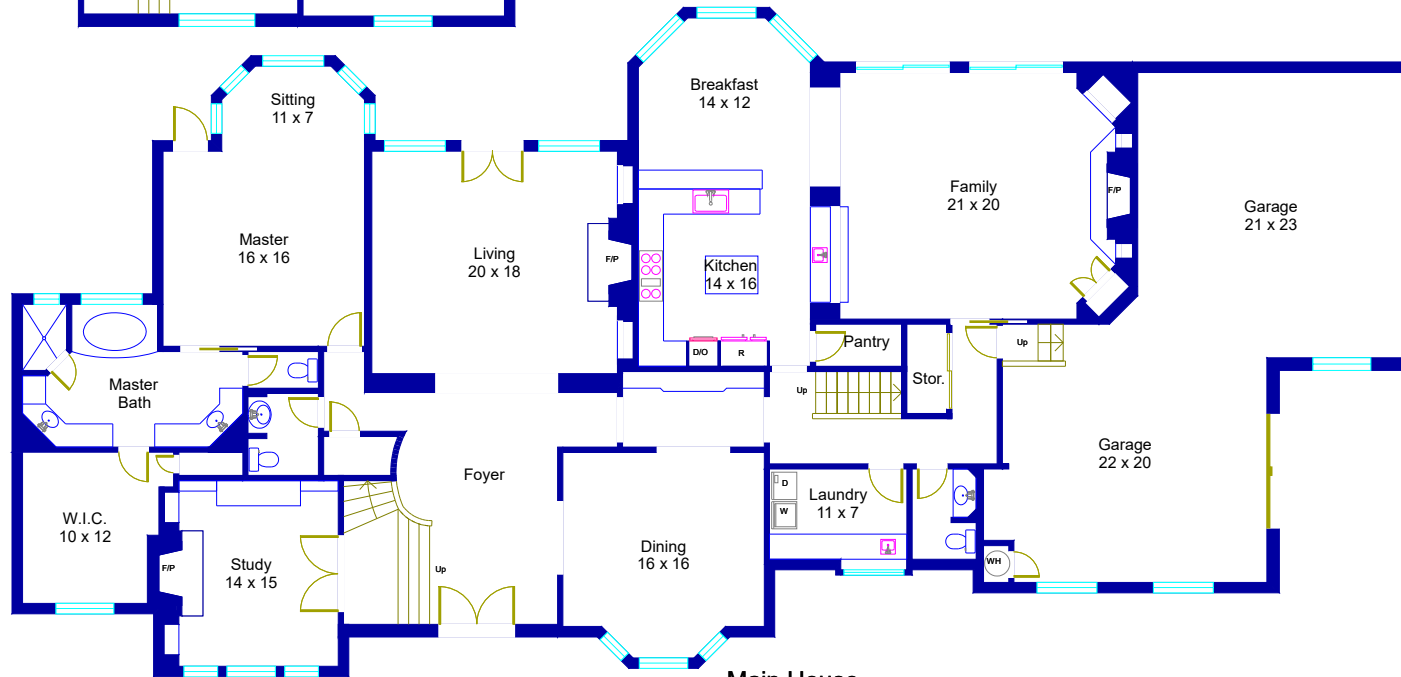 Breakfast
14 x 12
Sitting
11 x 7
Family
21 x 20
F/P
Garage
21 x 23
Master
16 x 16
Living
20 x 18
F/P
Kitchen
14 x 16
D/O
R
Pantry
Up
Up
Stor.
Master
Bath
Foyer
Garage
22 x 20
D
W
Laundry
11 x 7
W.I.C.
10 x 12
F/P
Study
14 x 15
Up
Dining
16 x 16
WH
Main House